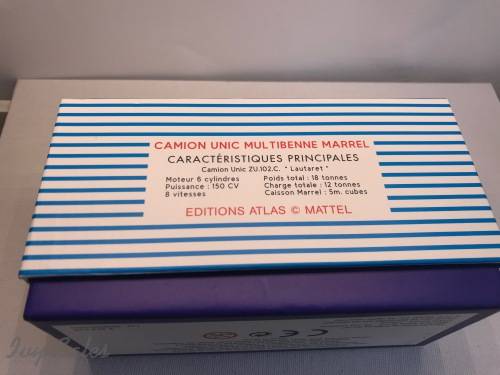 CAMION UNIC MULTIBENNE MARREL
CARACTÉRISTIQUES PRINCIPALES
Camion Unic ZU.102.C. "Lautaret"
Moteur 6 cylindres
Puissance : 150 CV
8 vitesses
Poids total : 18 tonnes
Charge totale : 12 tonnes
Caisson Marrel : 5m. cubes
EDITIONS ATLAS © MATTEL
CE